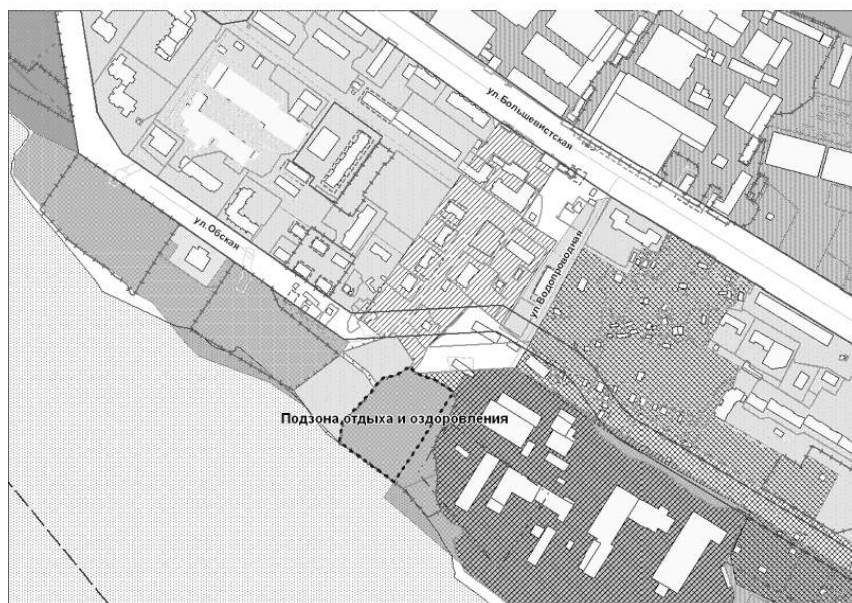 ул.Большевистская
ул.Обская
ул.Водопроводная
Подзона отдыха и оздоровления